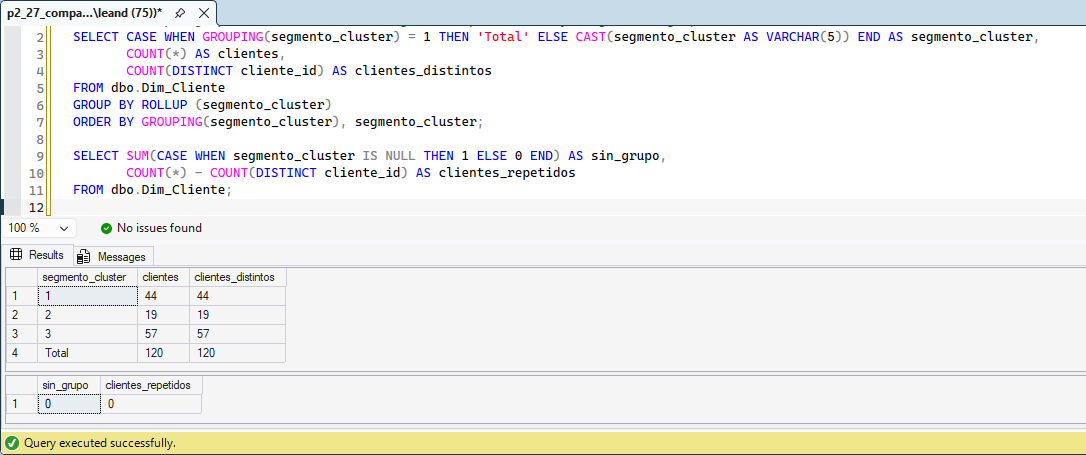 p2_27_compa...\leand (75))*
2 SELECT CASE WHEN GROUPING(segmento_cluster) = 1 THEN 'Total' ELSE CAST(segmento_cluster AS VARCHAR(5)) END AS segmento_cluster,
3 COUNT(*) AS clientes,
4 COUNT(DISTINCT cliente_id) AS clientes_distintos
5 FROM dbo.Dim_Cliente
6 GROUP BY ROLLUP (segmento_cluster)
7 ORDER BY GROUPING(segmento_cluster), segmento_cluster;
8
9 SELECT SUM(CASE WHEN segmento_cluster IS NULL THEN 1 ELSE 0 END) AS sin_grupo,
10 COUNT(*) - COUNT(DISTINCT cliente_id) AS clientes_repetidos
11 FROM dbo.Dim_Cliente;
12
100 % No issues found
Results Messages
segmento_cluster clientes clientes_distintos
1 1 44 44
2 2 19 19
3 3 57 57
4 Total 120 120
sin_grupo clientes_repetidos
1 0 0
Query executed successfully.